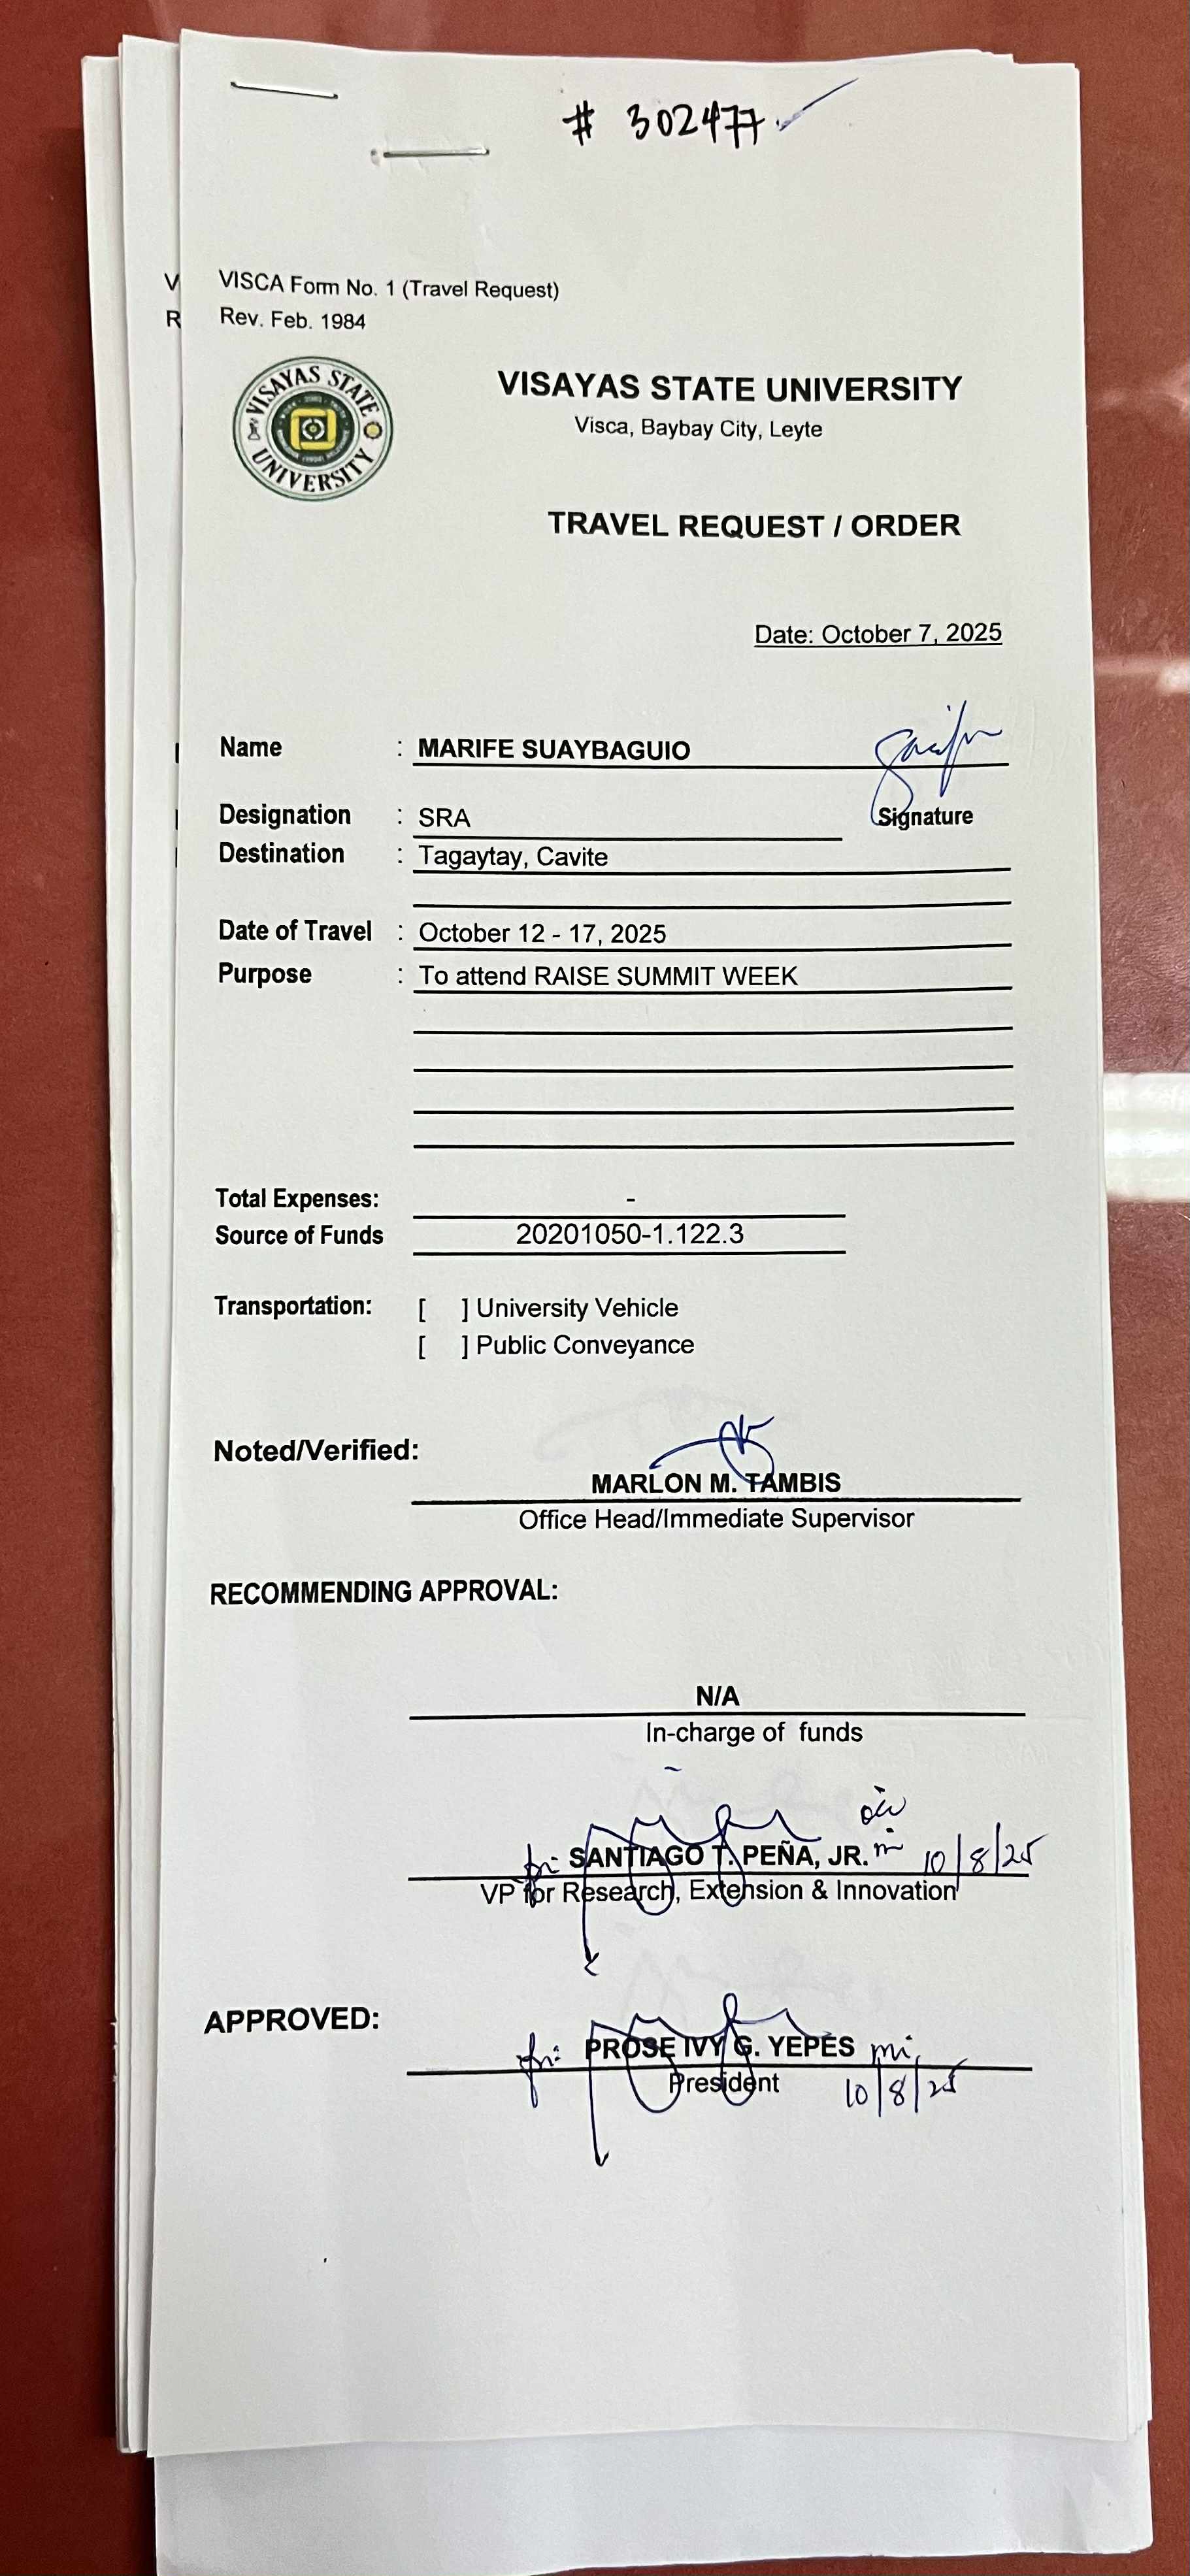 # 302477
V
R
VISCA Form No. 1 (Travel Request)
Rev. Feb. 1984
VISAYAS STATE UNIVERSITY
VISAYAS STATE UNIVERSITY
Visca, Baybay City, Leyte
TRAVEL REQUEST / ORDER
Date: October 7, 2025
Name : MARIFE SUAYBAGUIO
Designation : SRA
Signature
Destination : Tagaytay, Cavite
Date of Travel : October 12 - 17, 2025
Purpose : To attend RAISE SUMMIT WEEK
Total Expenses: -
Source of Funds 20201050-1.122.3
Transportation: [ ] University Vehicle
[ ] Public Conveyance
Noted/Verified:
MARLON M. TAMBIS
Office Head/Immediate Supervisor
RECOMMENDING APPROVAL:
N/A
In-charge of funds
SANTIAGO T. PEÑA, JR. 10/8/25
VP for Research, Extension & Innovation
APPROVED:
PROSE IVY G. YEPES
President 10/8/25